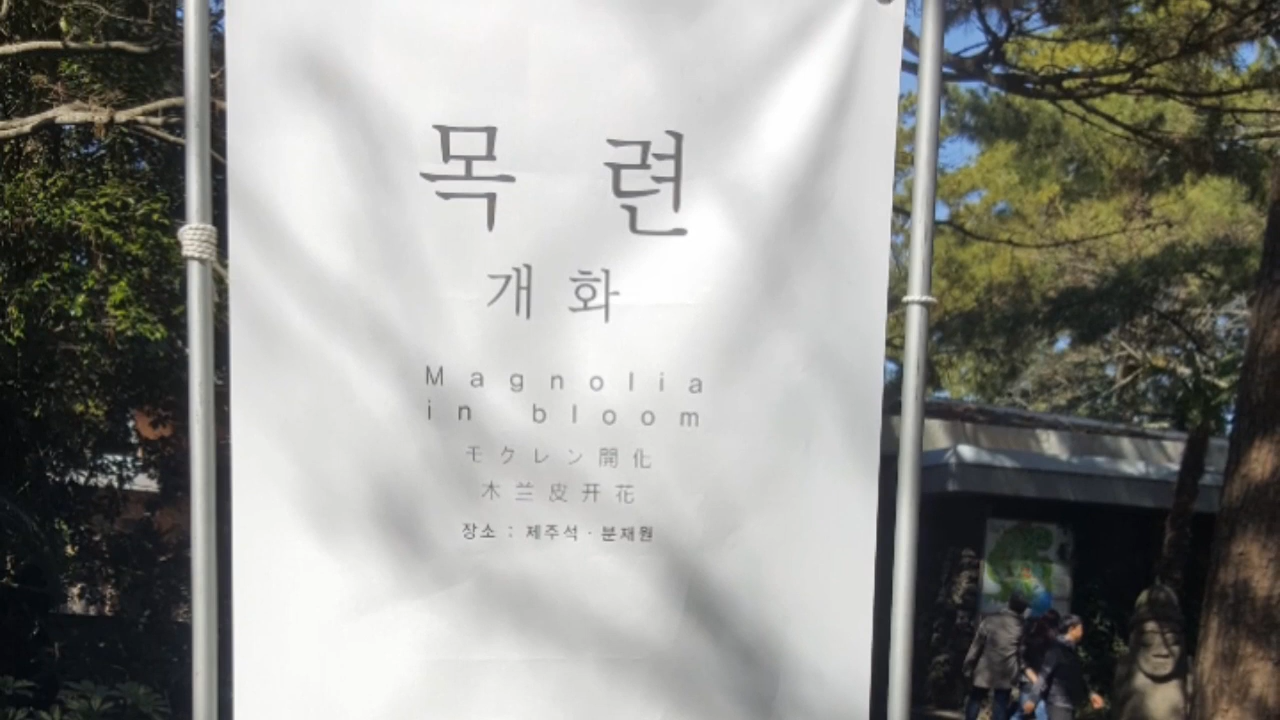 목 련
개 화
Magnolia
in bloom
モクレン開化
木兰皮开花
장소 : 제주석 · 분재원